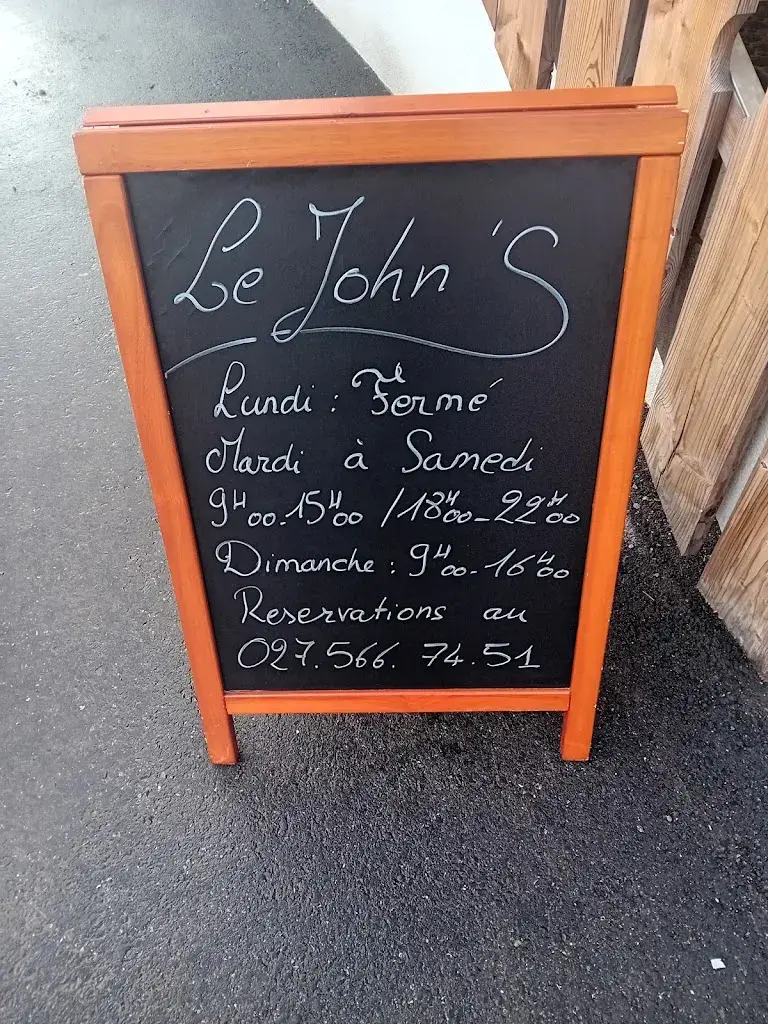 Le John'S
Lundi : Fermé
Mardi à Samedi
9H00-15H00 / 18H00-22H00
Dimanche : 9H00-16H00
Reservations au
027.566.74.51